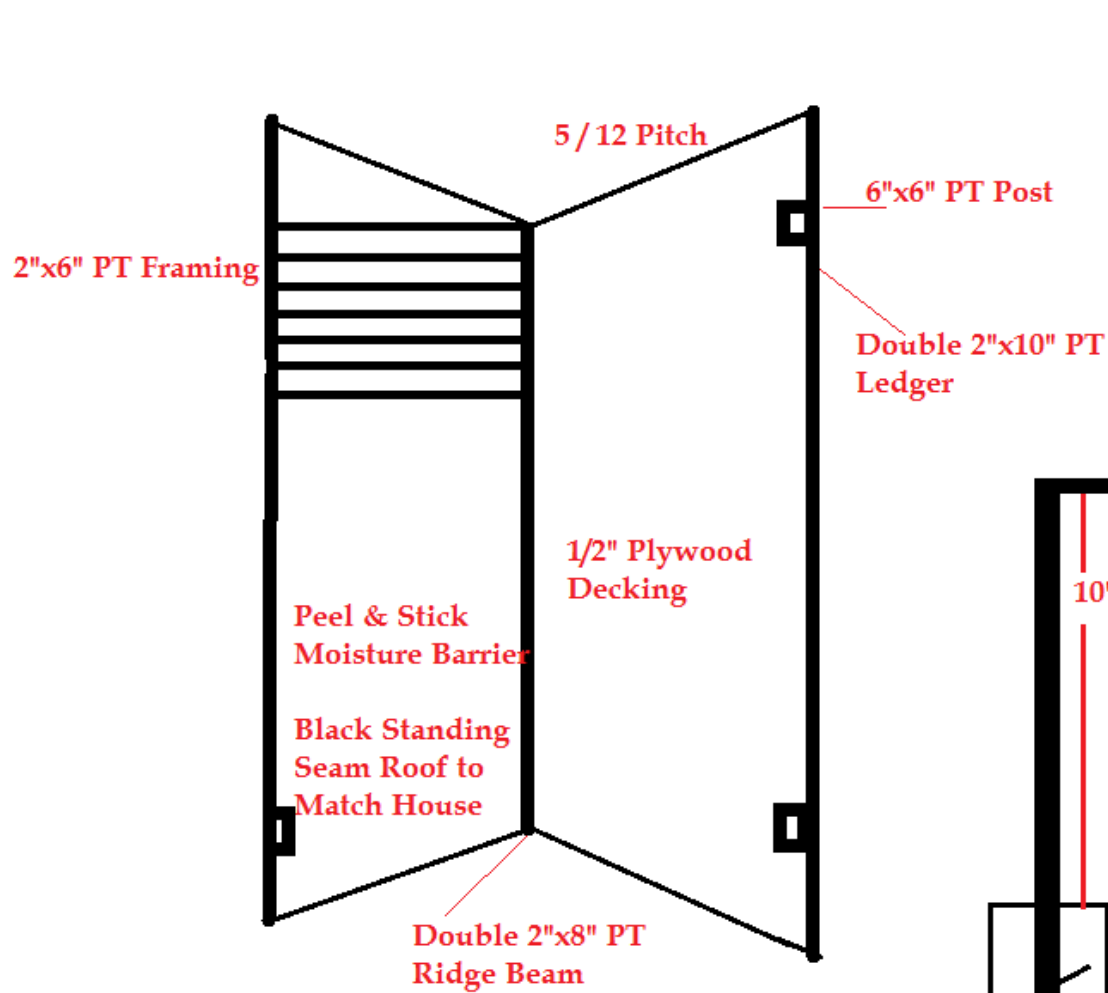 5 / 12 Pitch
6"x6" PT Post
2"x6" PT Framing
Double 2"x10" PT
Ledger
1/2" Plywood
Decking
10'
Peel & Stick
Moisture Barrier
Black Standing
Seam Roof to
Match House
Double 2"x8" PT
Ridge Beam